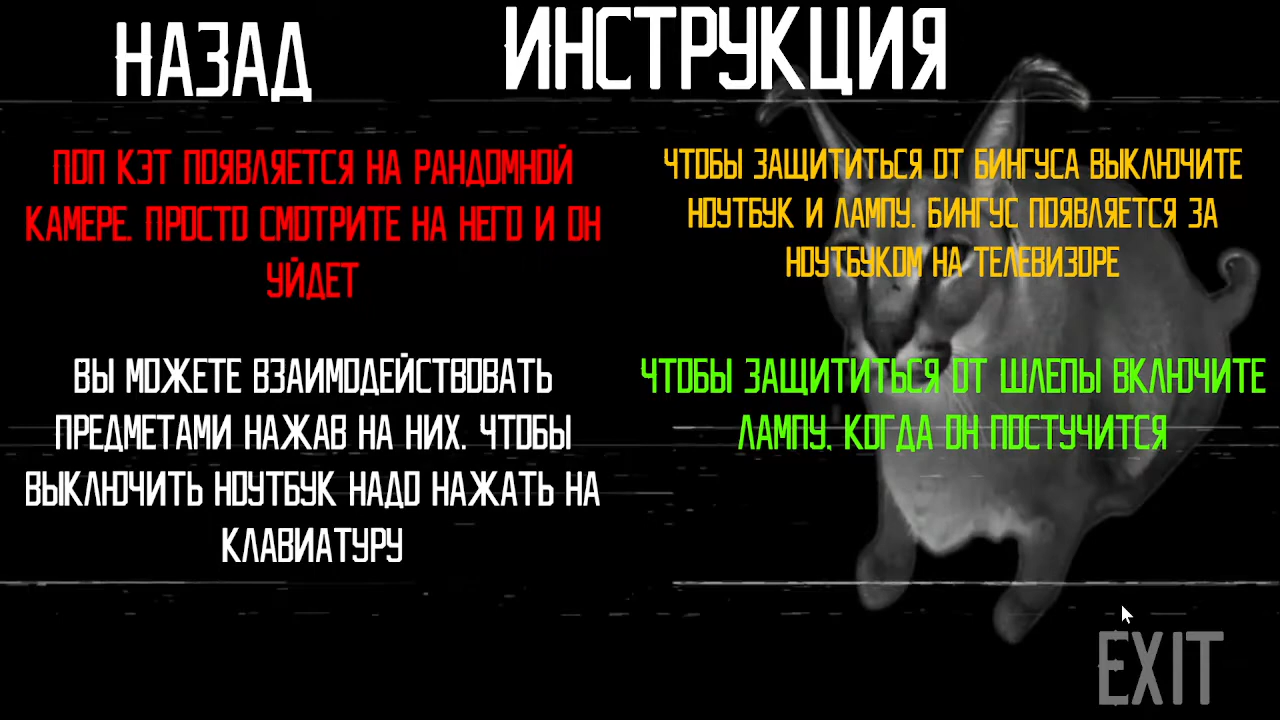 НАЗАД
ИНСТРУКЦИЯ
ПОП КЭТ ПОЯВЛЯЕТСЯ НА РАНДОМНОЙ
КАМЕРЕ. ПРОСТО СМОТРИТЕ НА НЕГО И ОН
УЙДЕТ
ЧТОБЫ ЗАЩИТИТЬСЯ ОТ БИНГУСА ВЫКЛЮЧИТЕ
НОУТБУК И ЛАМПУ. БИНГУС ПОЯВЛЯЕТСЯ ЗА
НОУТБУКОМ НА ТЕЛЕВИЗОРЕ
ВЫ МОЖЕТЕ ВЗАИМОДЕЙСТВОВАТЬ
ПРЕДМЕТАМИ НАЖАВ НА НИХ. ЧТОБЫ
ВЫКЛЮЧИТЬ НОУТБУК НАДО НАЖАТЬ НА
КЛАВИАТУРУ
ЧТОБЫ ЗАЩИТИТЬСЯ ОТ ШЛЕПЫ ВКЛЮЧИТЕ
ЛАМПУ, КОГДА ОН ПОСТУЧИТСЯ
EXIT